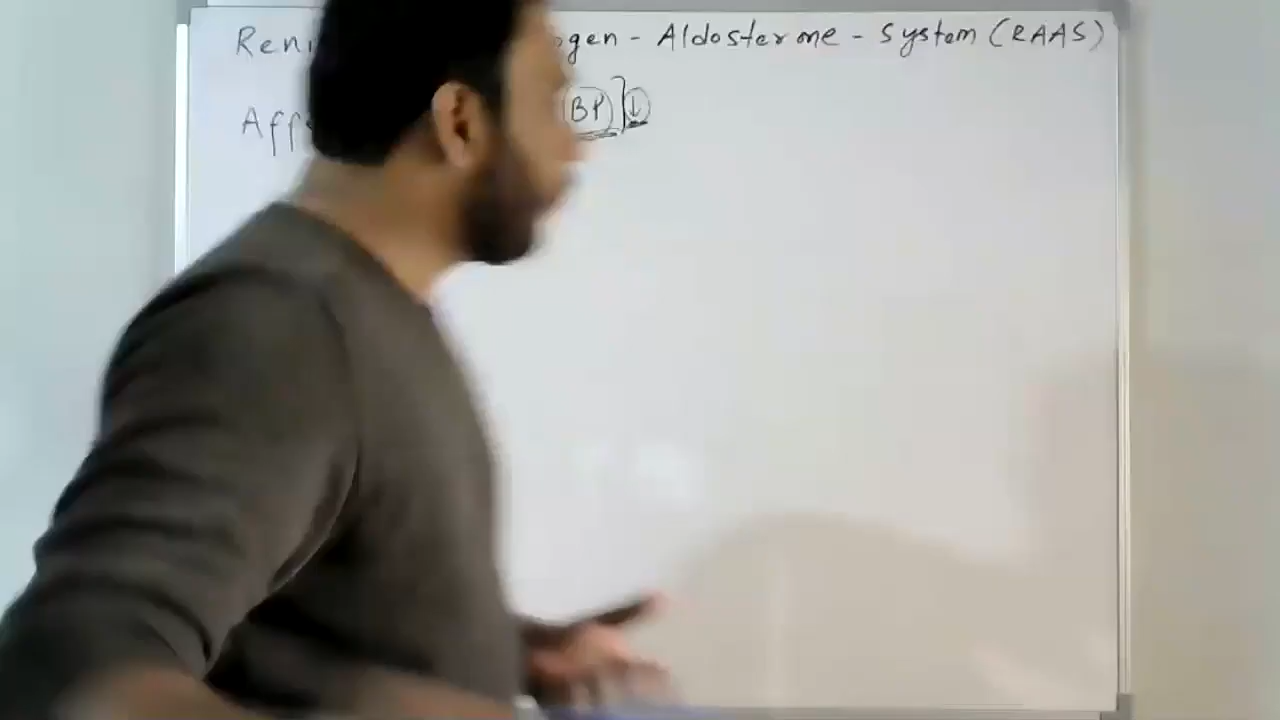 Reni ogen - Aldosterone - System (RAAS)
Aff (BP)] ↓